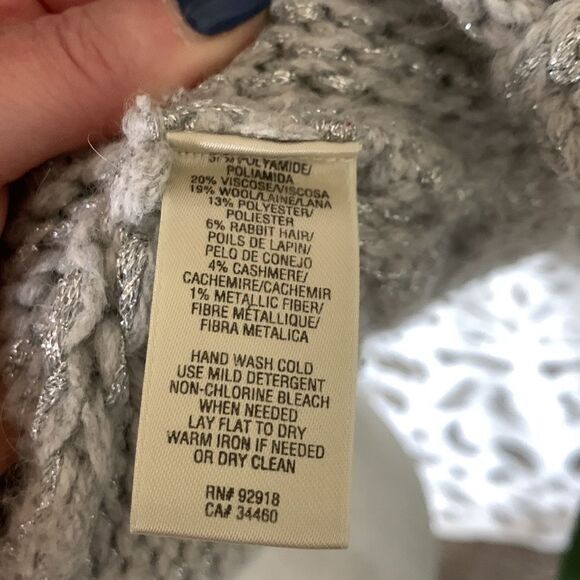 POLYAMIDE/
POLIAMIDA
20% VISCOSE/VISCOSA
19% WOOL/LAINE/LANA
13% POLYESTER/
POLIESTER
6% RABBIT HAIR/
POILS DE LAPIN/
PELO DE CONEJO
4% CASHMERE/
CACHEMIRE/CACHEMIR
1% METALLIC FIBER/
FIBRE MÉTALLIQUE/
FIBRA METALICA
HAND WASH COLD
USE MILD DETERGENT
NON-CHLORINE BLEACH
WHEN NEEDED
LAY FLAT TO DRY
WARM IRON IF NEEDED
OR DRY CLEAN
RN# 92918
CA# 34460